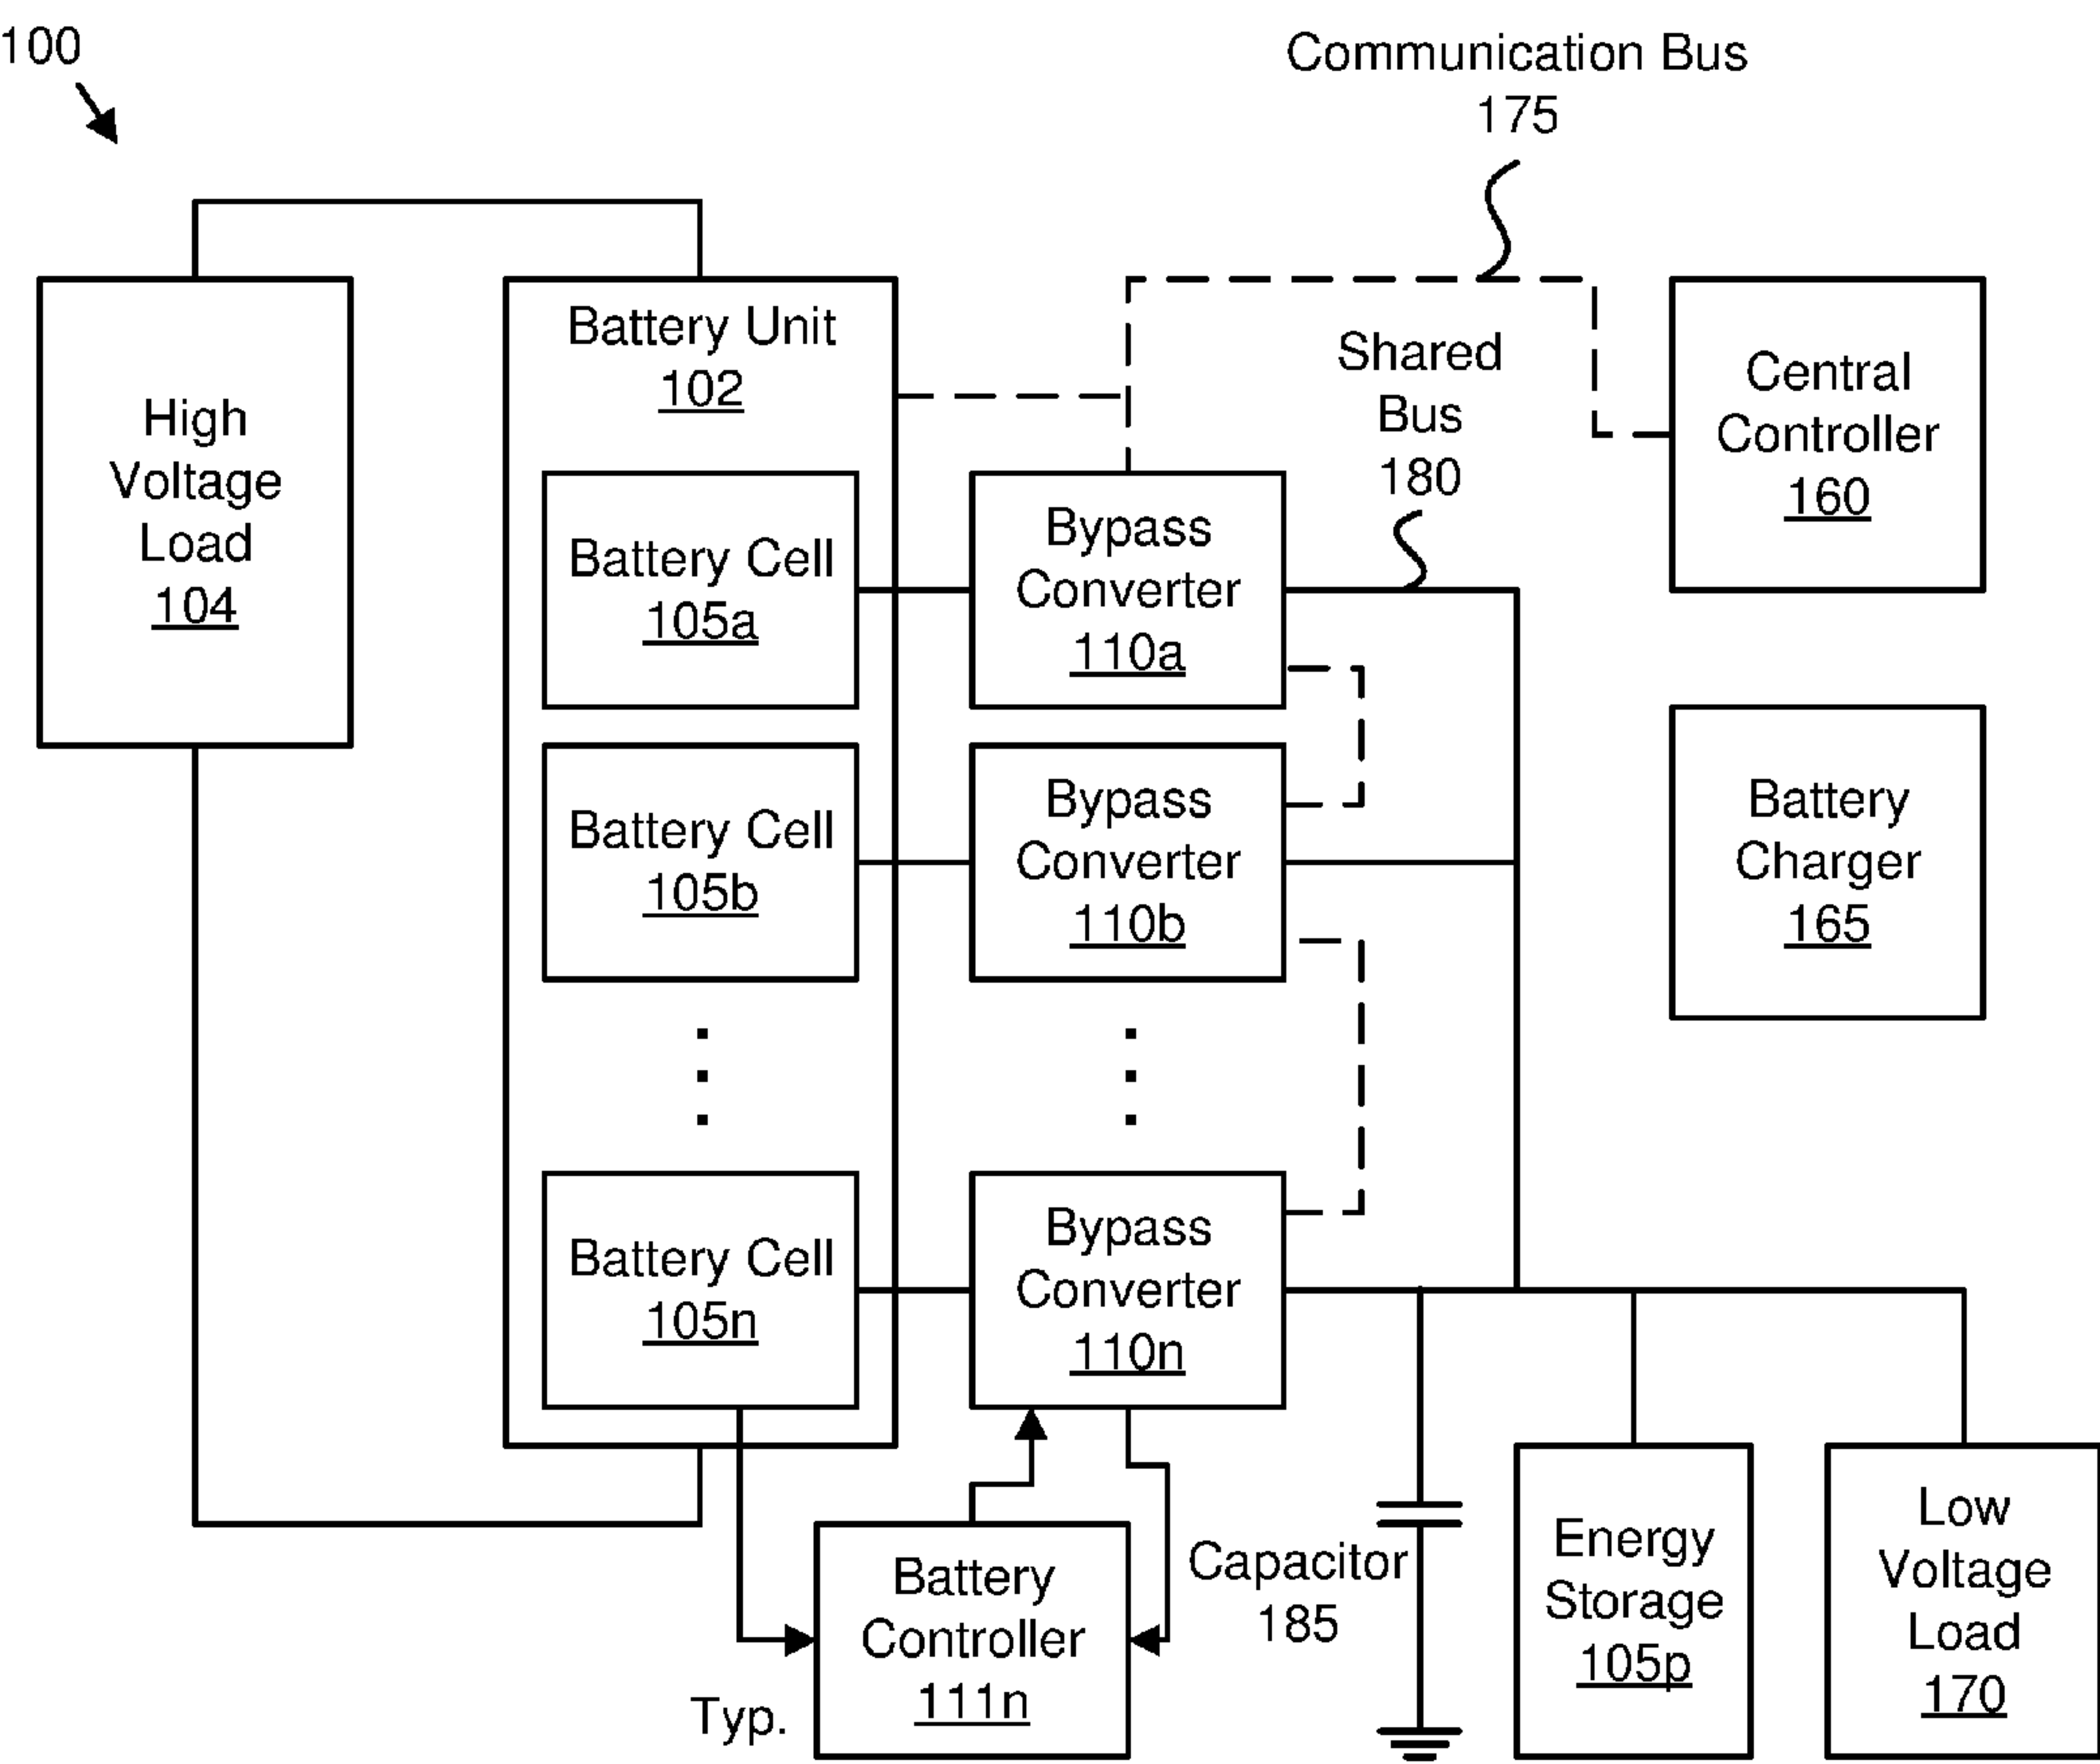 100
Communication Bus
175
High
Voltage
Load
104
Battery Unit
102
Shared
Bus
180
Central
Controller
160
Battery Cell
105a
Bypass
Converter
110a
Battery Cell
105b
Bypass
Converter
110b
Battery
Charger
165
Battery Cell
105n
Bypass
Converter
110n
Battery
Controller
111n
Typ.
Capacitor
185
Energy
Storage
105p
Low
Voltage
Load
170